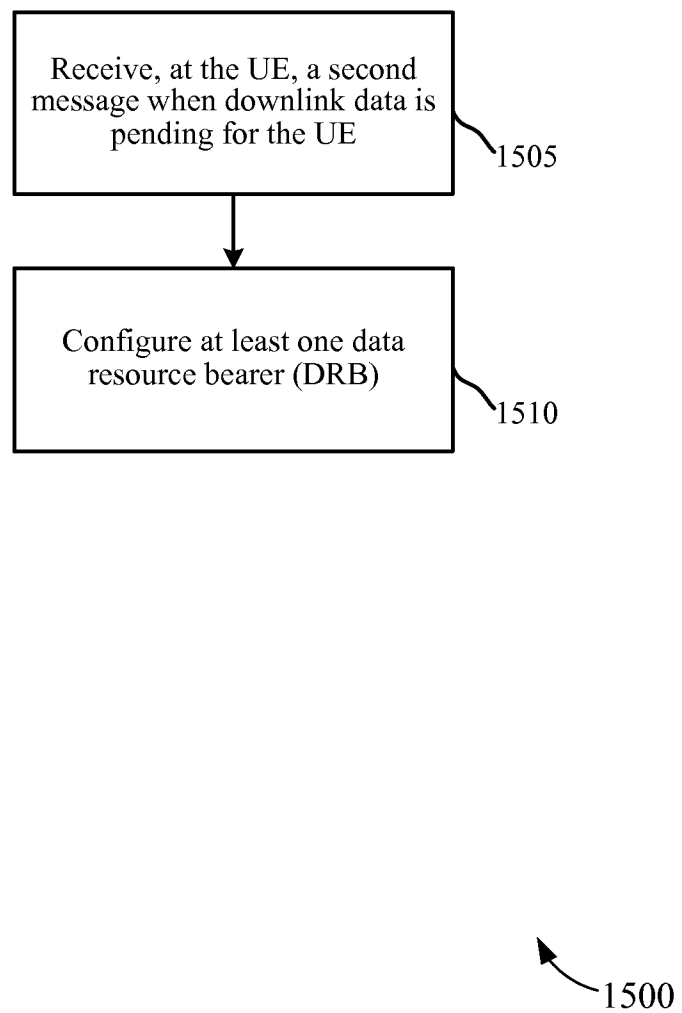 Receive, at the UE, a second
message when downlink data is
pending for the UE
1505
Configure at least one data
resource bearer (DRB)
1510
1500